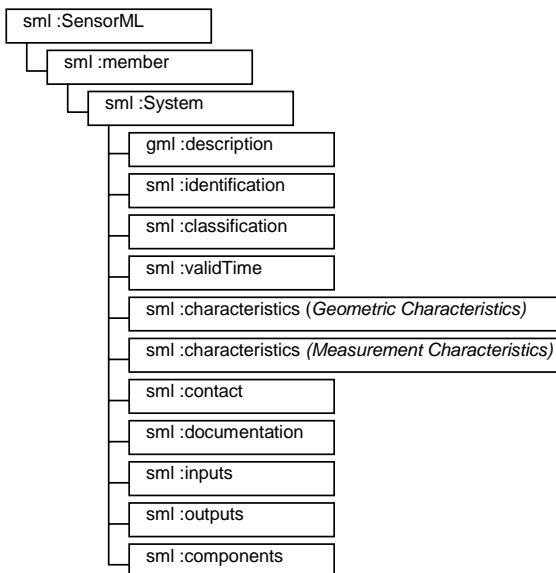 sml :SensorML
sml :member
sml :System
gml :description
sml :identification
sml :classification
sml :validTime
sml :characteristics (Geometric Characteristics)
sml :characteristics (Measurement Characteristics)
sml :contact
sml :documentation
sml :inputs
sml :outputs
sml :components